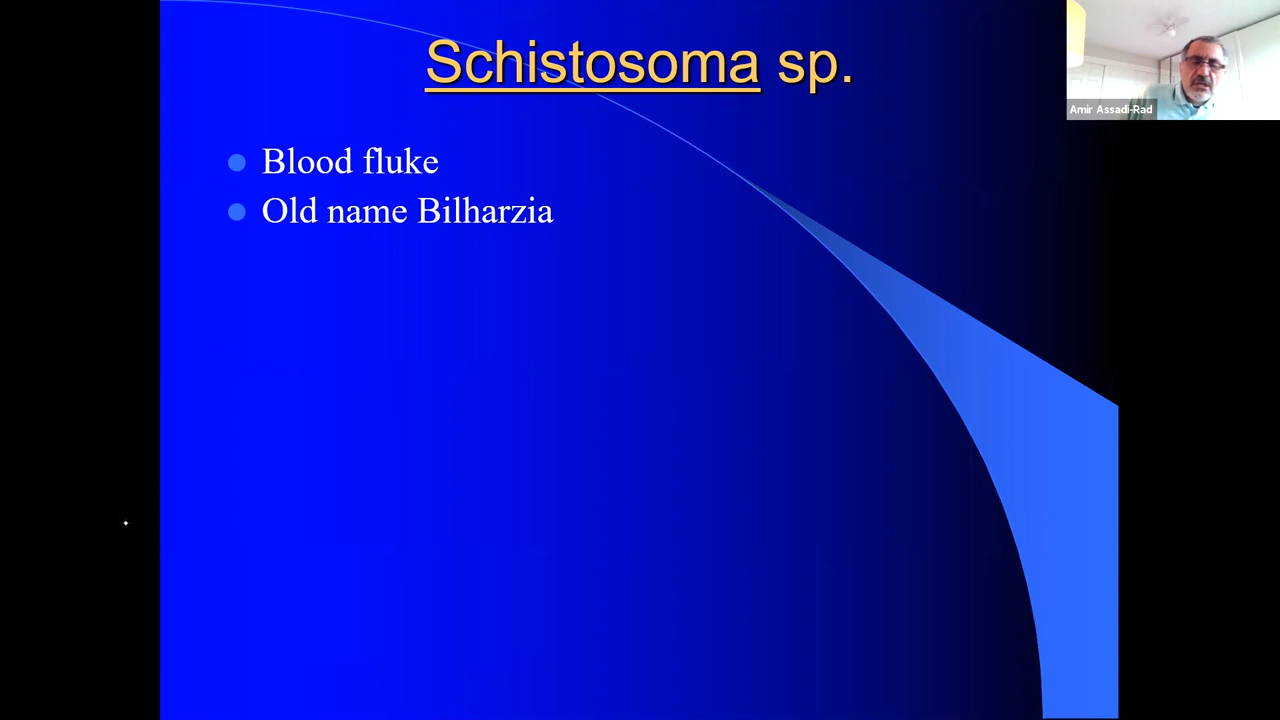 Schistosoma sp.
Amir Assadi-Rad
Blood fluke
Old name Bilharzia